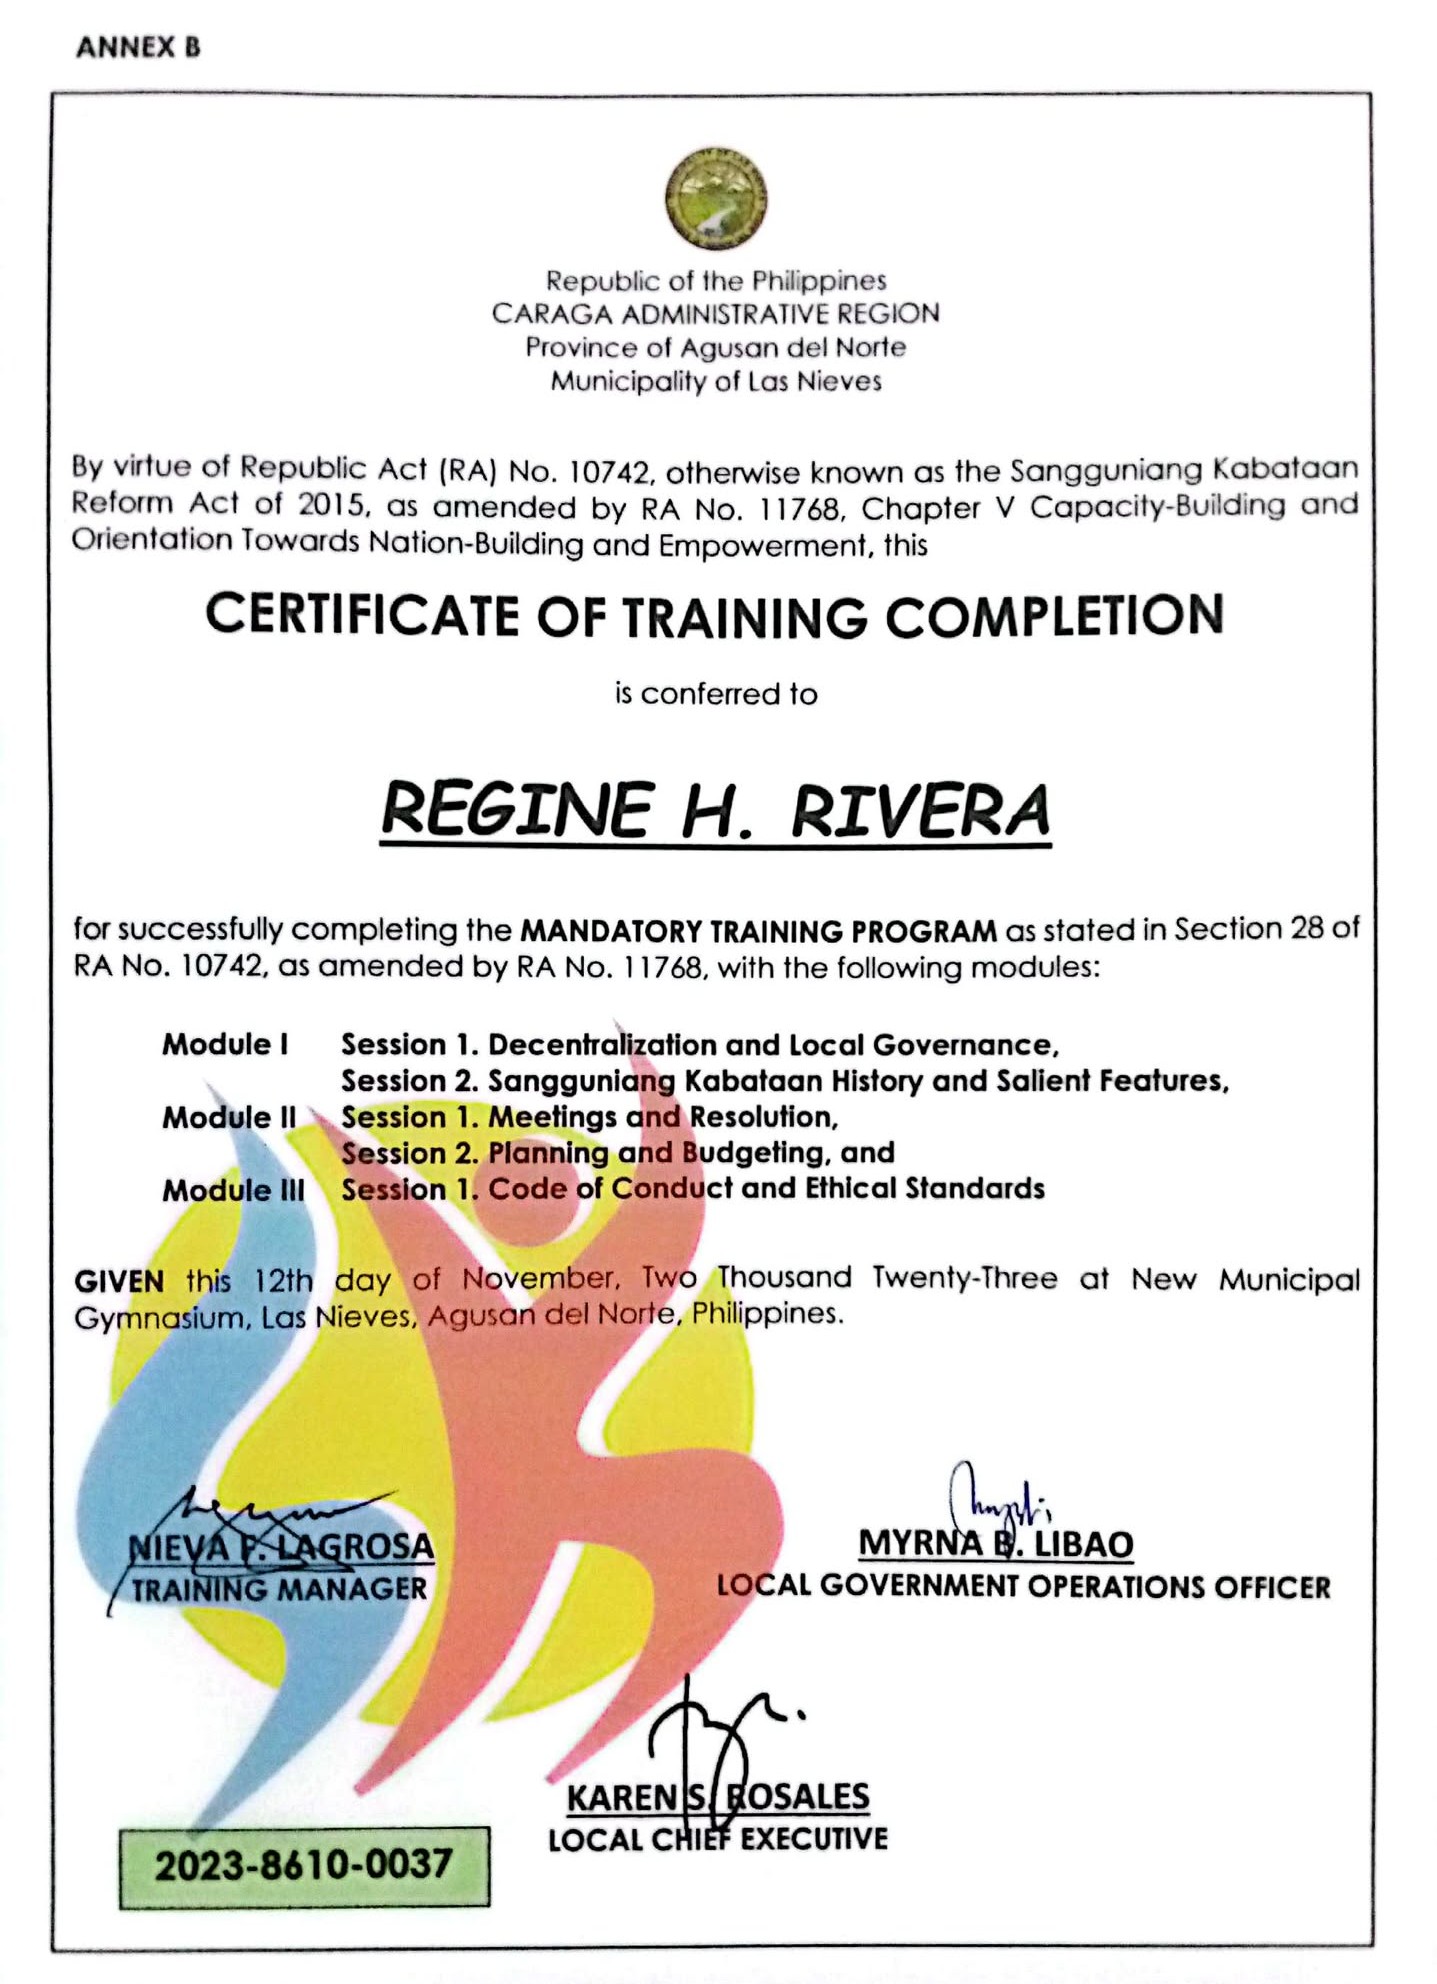 ANNEX B
Republic of the Philippines
CARAGA ADMINISTRATIVE REGION
Province of Agusan del Norte
Municipality of Las Nieves
By virtue of Republic Act (RA) No. 10742, otherwise known as the Sangguniang Kabataan
Reform Act of 2015, as amended by RA No. 11768, Chapter V Capacity-Building and
Orientation Towards Nation-Building and Empowerment, this
CERTIFICATE OF TRAINING COMPLETION
is conferred to
REGINE H. RIVERA
for successfully completing the MANDATORY TRAINING PROGRAM as stated in Section 28 of
RA No. 10742, as amended by RA No. 11768, with the following modules:
Module I Session 1. Decentralization and Local Governance,
Session 2. Sangguniang Kabataan History and Salient Features,
Module II Session 1. Meetings and Resolution,
Session 2. Planning and Budgeting, and
Module III Session 1. Code of Conduct and Ethical Standards
GIVEN this 12th day of November, Two Thousand Twenty-Three at New Municipal
Gymnasium, Las Nieves, Agusan del Norte, Philippines.
NIEVA P. LAGROSA
TRAINING MANAGER
MYRNA B. LIBAO
LOCAL GOVERNMENT OPERATIONS OFFICER
KAREN S. ROSALES
LOCAL CHIEF EXECUTIVE
2023-8610-0037